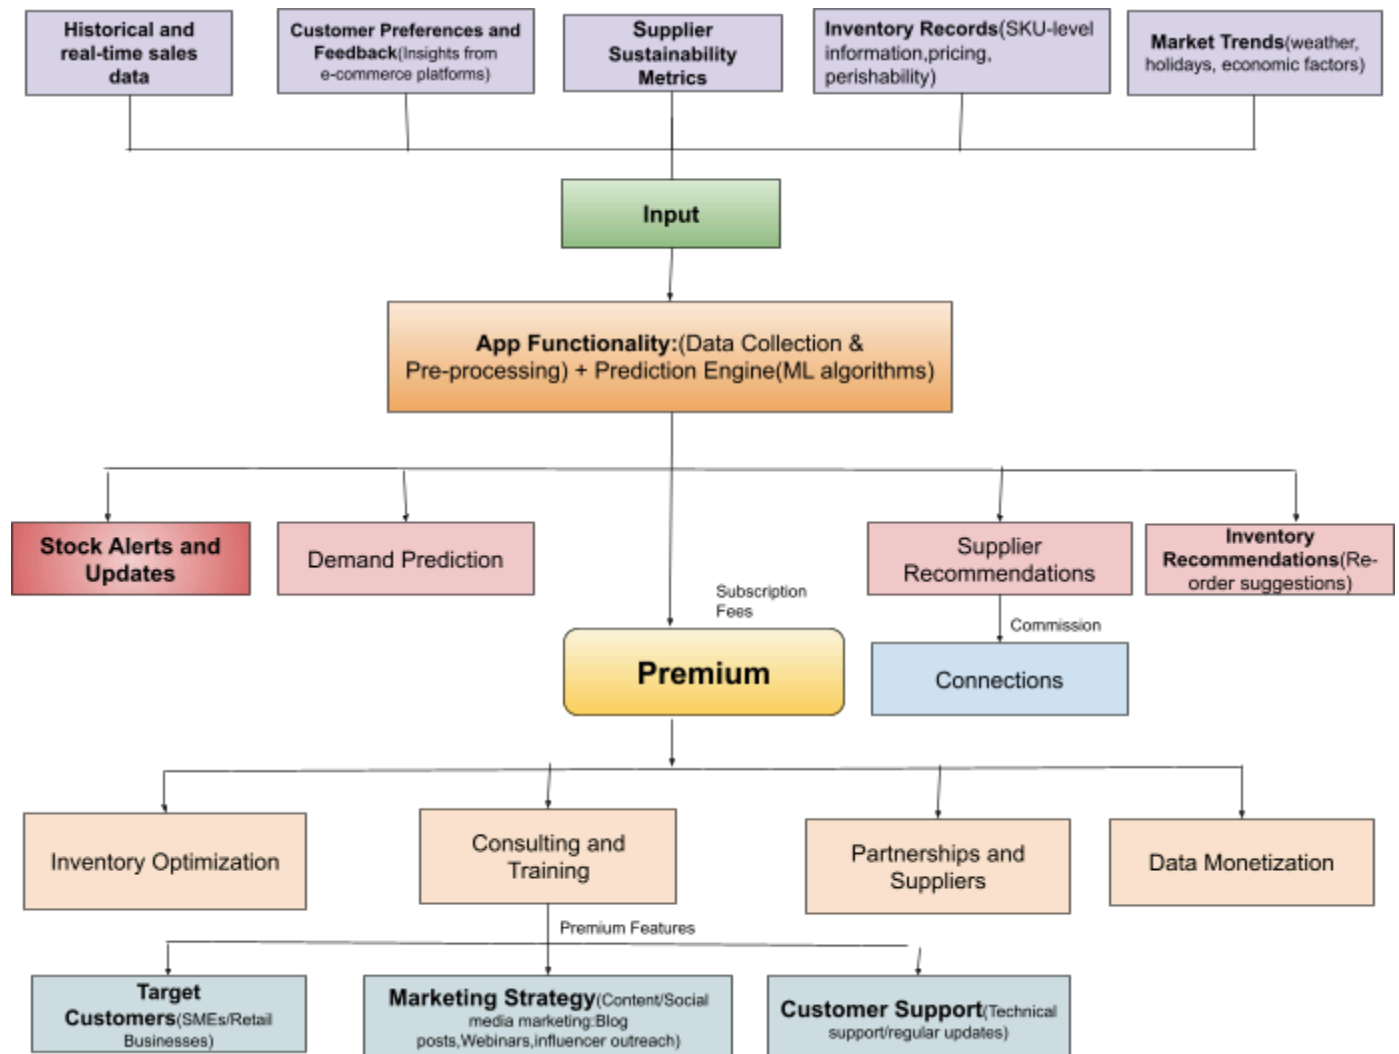 Historical and
real-time sales
data
Customer Preferences and
Feedback(Insights from
e-commerce platforms)
Supplier
Sustainability
Metrics
Inventory Records(SKU-level
information,pricing,
perishability)
Market Trends(weather,
holidays, economic factors)
Input
App Functionality:(Data Collection &
Pre-processing) + Prediction Engine(ML algorithms)
Stock Alerts and
Updates
Demand Prediction
Supplier
Recommendations
Inventory
Recommendations(Re-
order suggestions)
Subscription
Fees
Commission
Premium
Connections
Inventory Optimization
Consulting and
Training
Partnerships and
Suppliers
Data Monetization
Premium Features
Target
Customers(SMEs/Retail
Businesses)
Marketing Strategy(Content/Social
media marketing:Blog
posts,Webinars,influencer outreach)
Customer Support(Technical
support/regular updates)